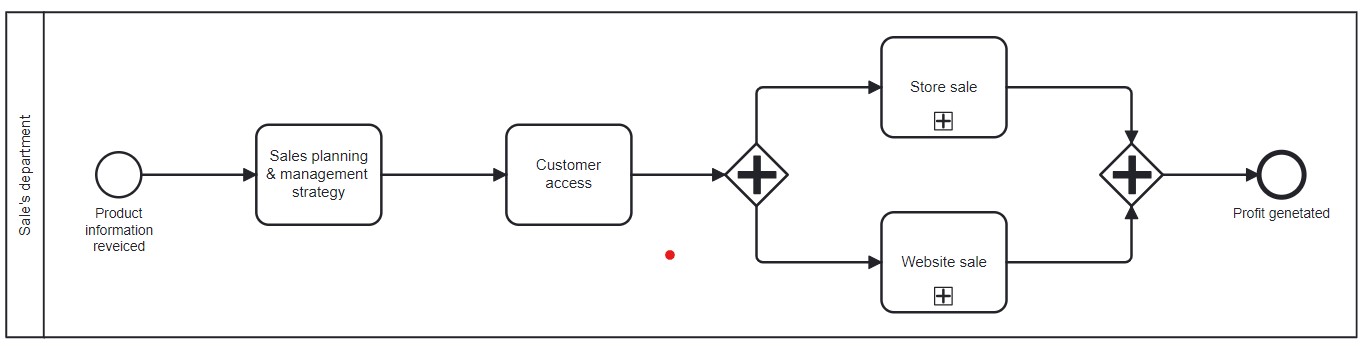 Sale's department
Product
information
reveiced
Sales planning
& management
strategy
Customer
access
Store sale
Website sale
Profit genetated